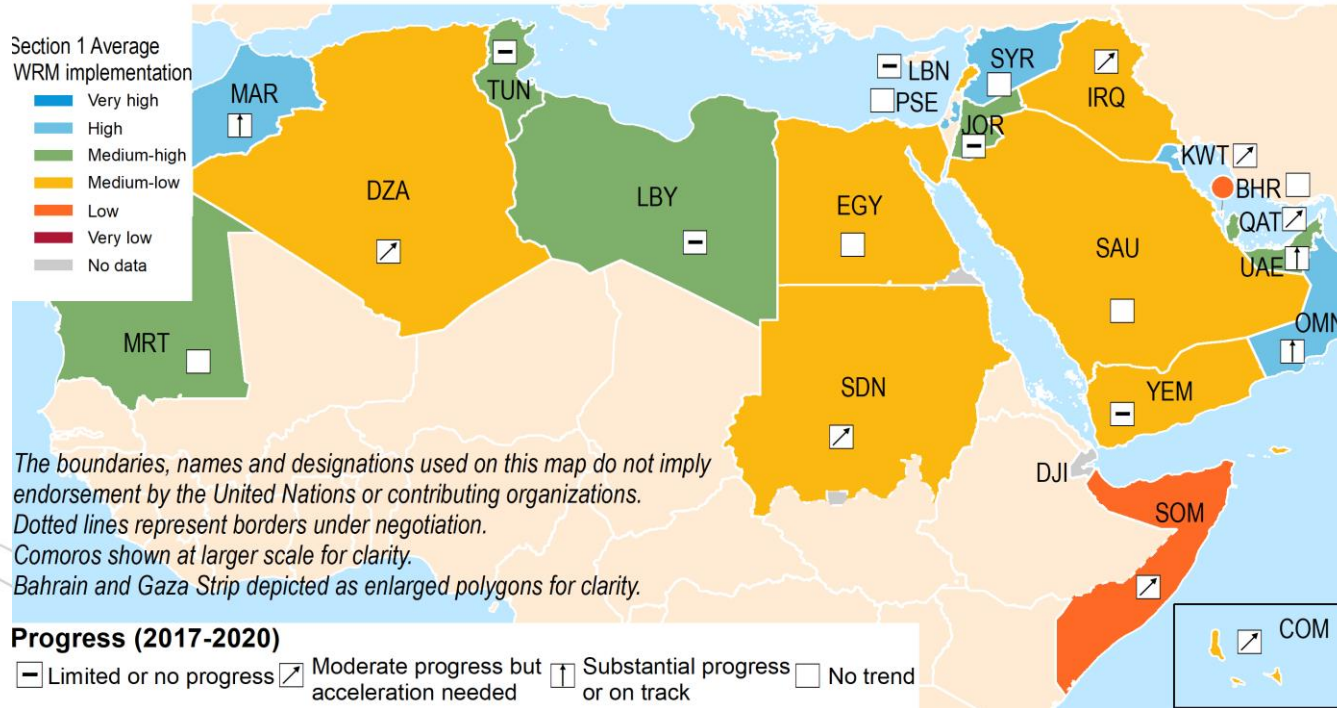 Section 1 Average
WRM implementation
Very high
High
Medium-high
Medium-low
Low
Very low
No data
MAR
TUN
LBN
PSE
SYR
IRQ
JOR
KWT
BHR
QAT
UAE
DZA
LBY
EGY
SAU
OMN
MRT
SDN
YEM
DJI
SOM
COM
The boundaries, names and designations used on this map do not imply
endorsement by the United Nations or contributing organizations.
Dotted lines represent borders under negotiation.
Comoros shown at larger scale for clarity.
Bahrain and Gaza Strip depicted as enlarged polygons for clarity.
Progress (2017-2020)
Limited or no progress
Moderate progress but
acceleration needed
Substantial progress
or on track
No trend